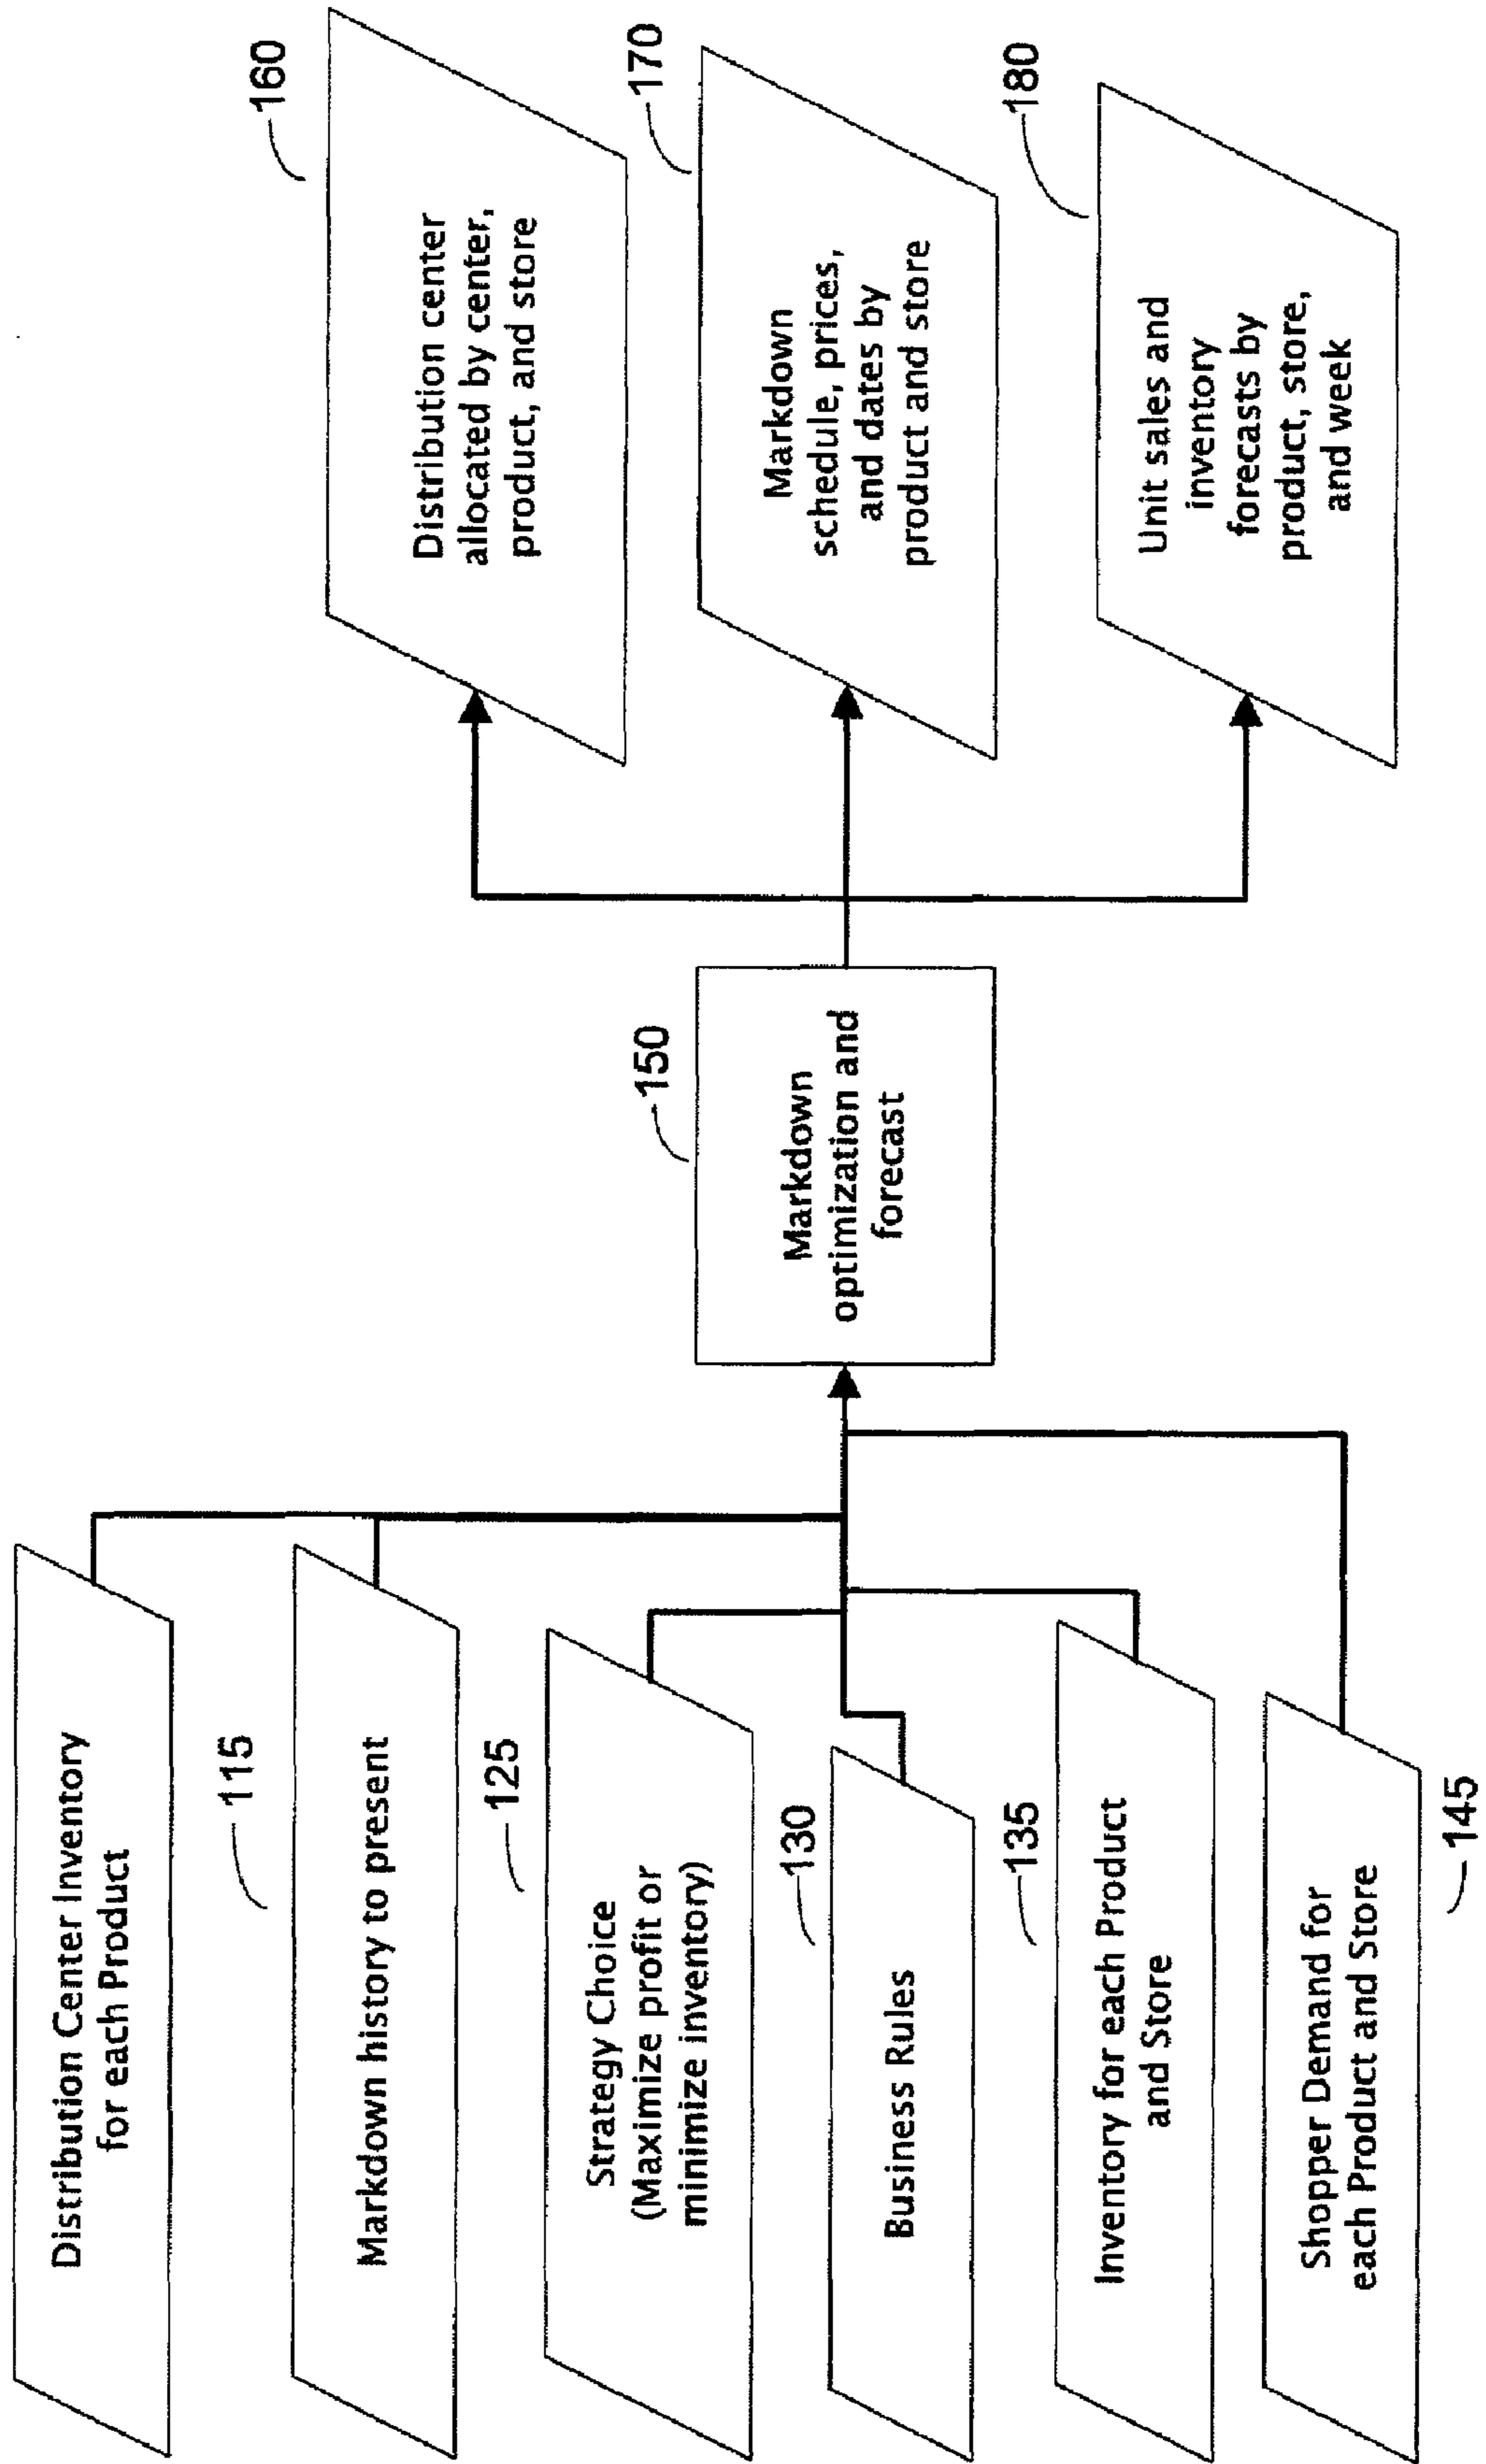 Distribution Center Inventory
for each Product
115
Markdown history to present
125
Strategy Choice
(Maximize profit or
minimize inventory)
130
Business Rules
135
Inventory for each Product
and Store
Shopper Demand for
each Product and Store
145
150
Markdown
optimization and
forecast
160
Distribution center
allocated by center,
product, and store
170
Markdown
schedule, prices,
and dates by
product and store
180
Unit sales and
inventory
forecasts by
product, store,
and week